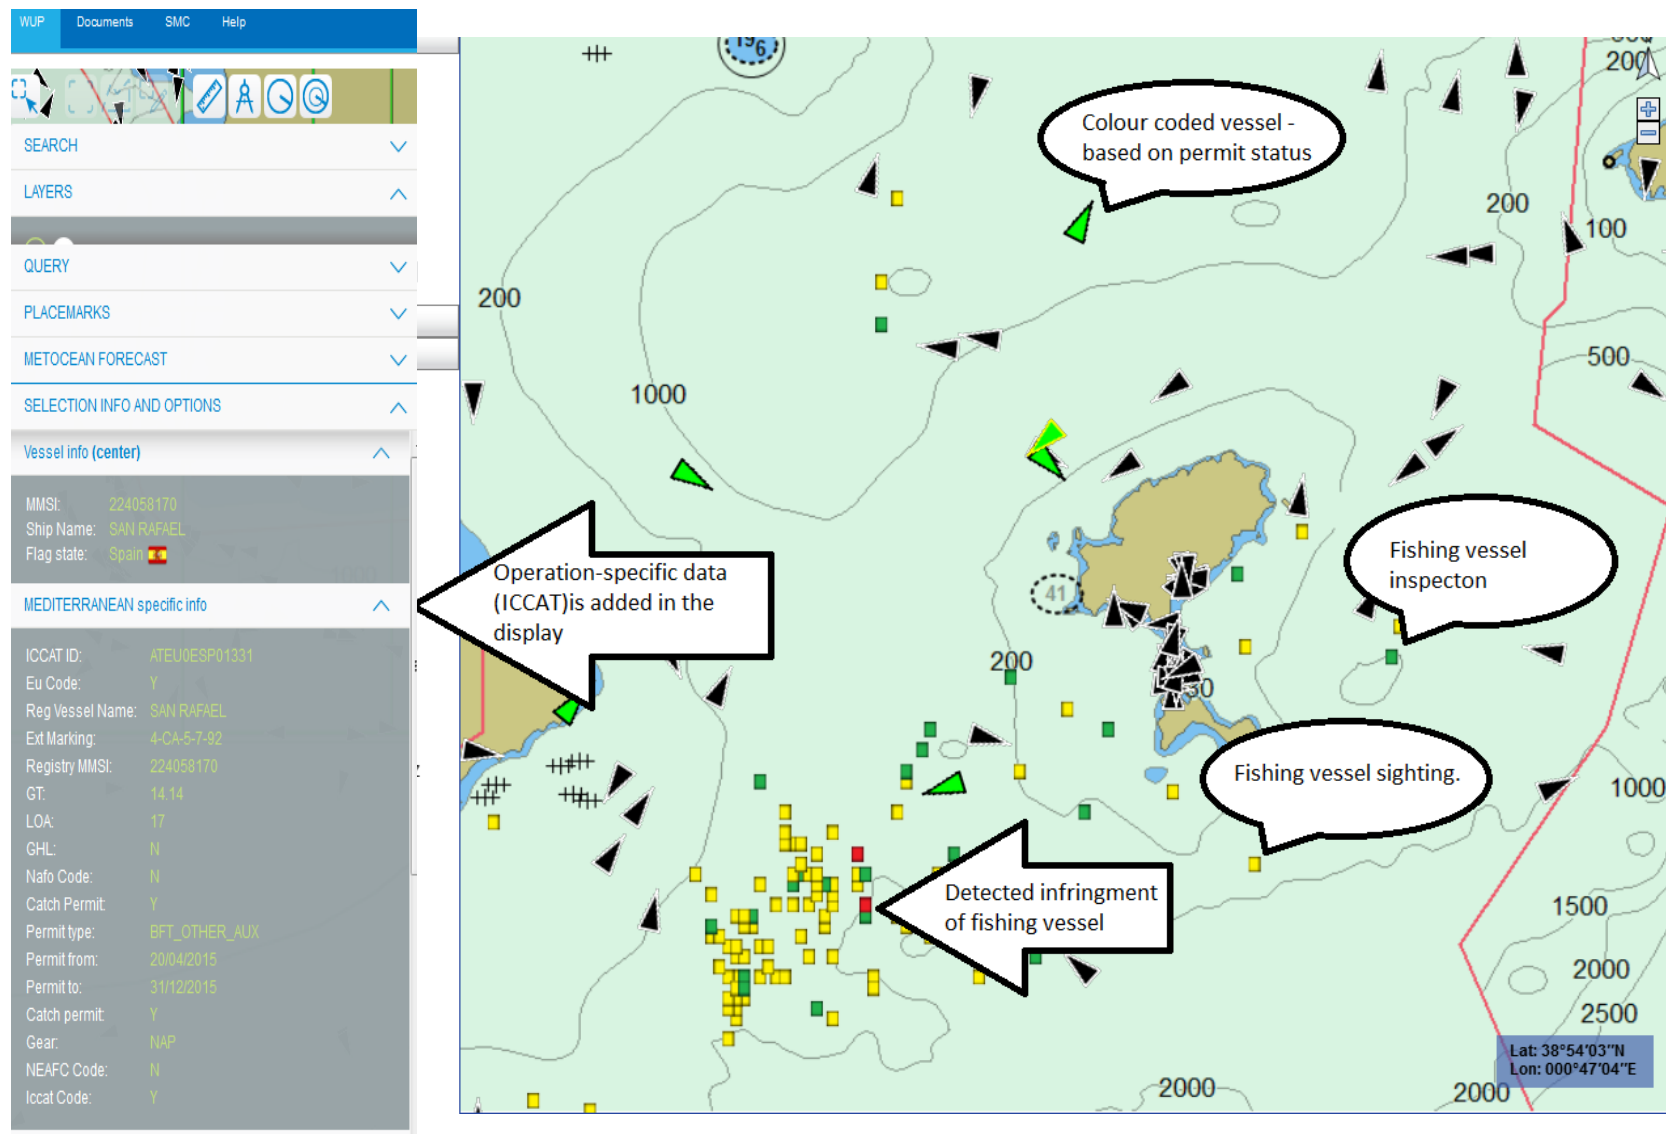 WUP Documents SMC Help
SEARCH
LAYERS
QUERY
PLACEMARKS
METOCEAN FORECAST
SELECTION INFO AND OPTIONS
Vessel info (center)
MMSI: 224058170
Ship Name: SAN RAFAEL
Flag state: Spain
MEDITERRANEAN specific info
ICCAT ID: ATEU0ESP01331
Eu Code: Y
Reg Vessel Name: SAN RAFAEL
Ext Marking: 4-CA-5-7-92
Registry MMSI: 224058170
GT: 14.14
LOA: 17
GHL: N
Nafo Code: N
Catch Permit: Y
Permit type: BFT_OTHER_AUX
Permit from: 20/04/2015
Permit to: 31/12/2015
Catch permit: Y
Gear: NAP
NEAFC Code: N
Iccat Code: Y
196
200
Colour coded vessel -
based on permit status
200
100
200
500
1000
Operation-specific data
(ICCAT)is added in the
display
41
Fishing vessel
inspecton
200
Fishing vessel sighting.
1000
Detected infringment
of fishing vessel
1500
2000
2500
Lat: 38°54'03"N
Lon: 000°47'04"E
2000
2000